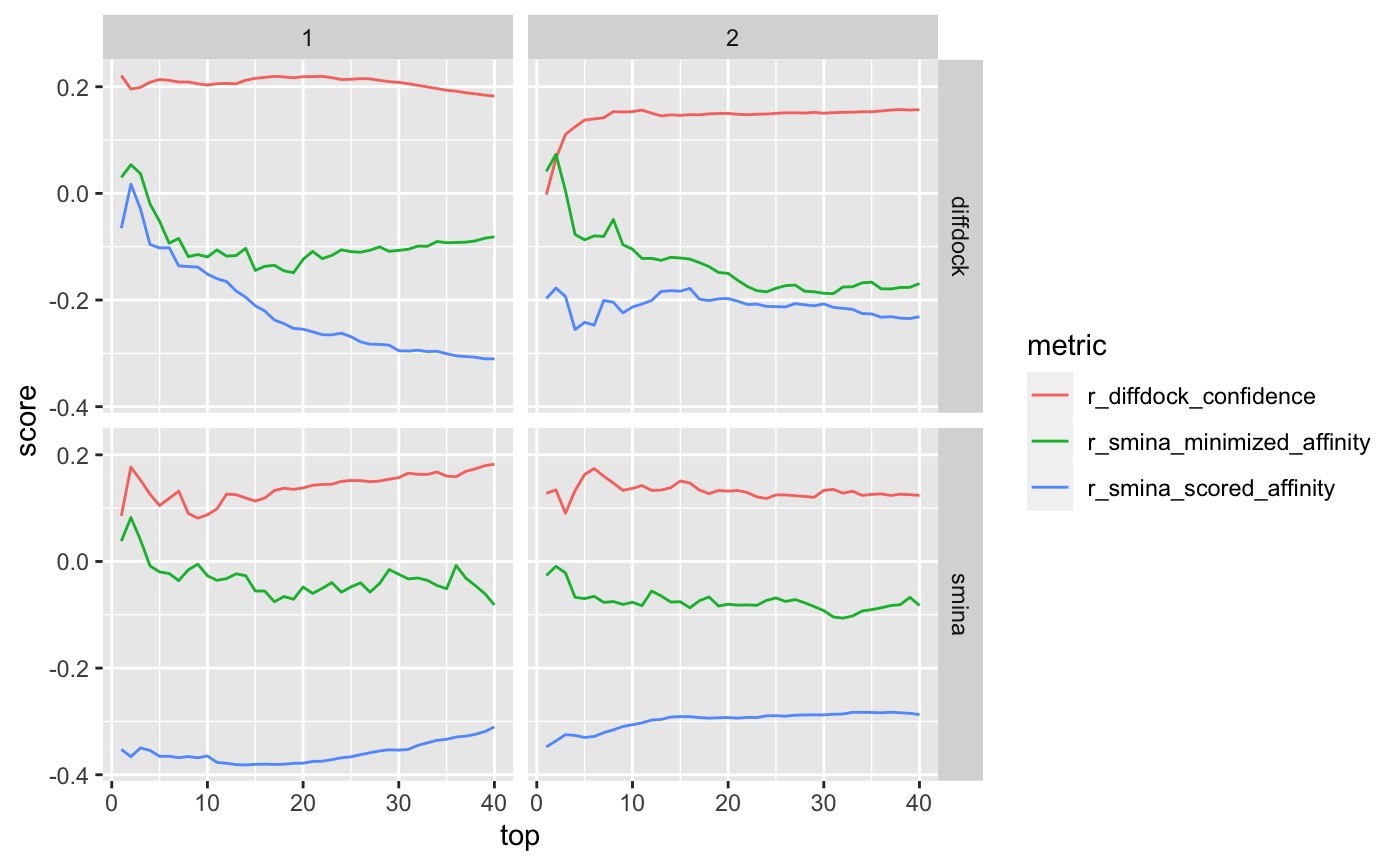 1
2
0.2
0.0
-0.2
-0.4
diffdock
0.2
0.0
-0.2
-0.4
smina
score
0
10
20
30
40
0
10
20
30
40
top
metric
r_diffdock_confidence
r_smina_minimized_affinity
r_smina_scored_affinity